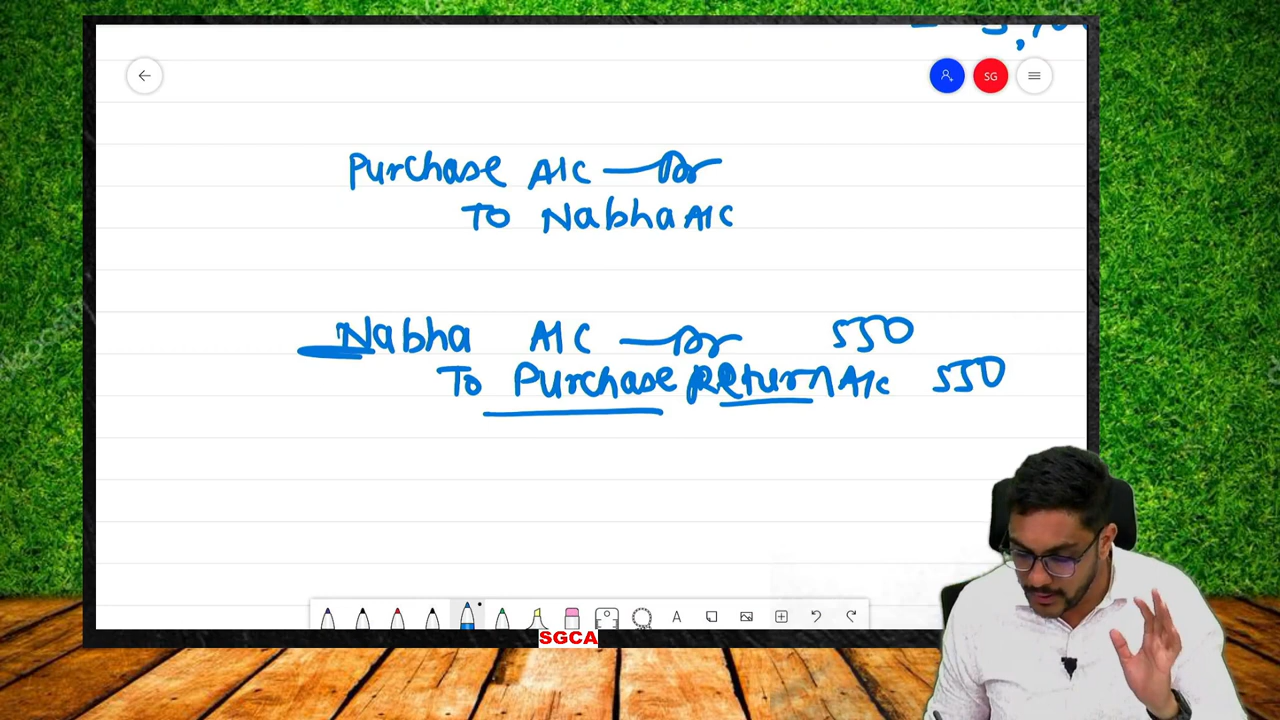 SG
Purchase A/C Dr
To Nabha A/C
Nabha A/C Dr 550
To Purchase Return A/c 550
A
SGCA